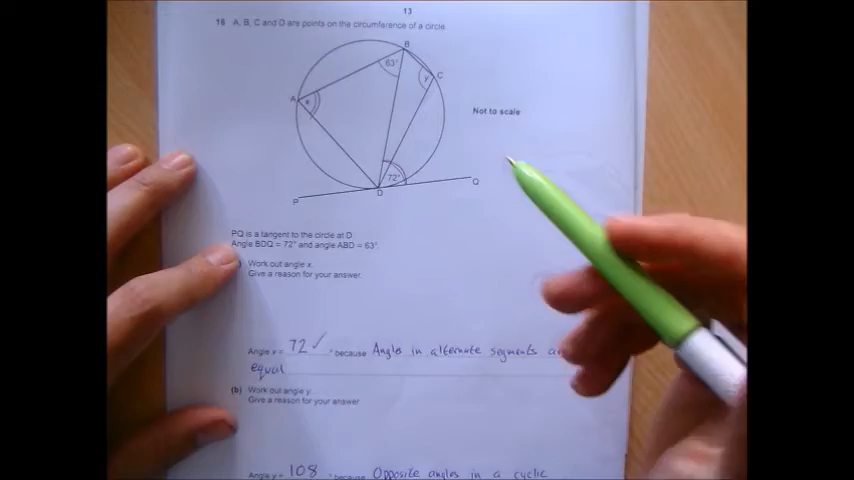 13
16 A, B, C and D are points on the circumference of a circle.
B
63°
y
C
A
x
Not to scale
72°
P
D
Q
PQ is a tangent to the circle at D.
Angle BDQ = 72° and angle ABD = 63°.
) Work out angle x.
Give a reason for your answer.
Angle x = 72 ✓ ° because Angles in alternate segments
equal
(b) Work out angle y.
Give a reason for your answer
Angle y = 108 ° because Opposite angles in a cyclic